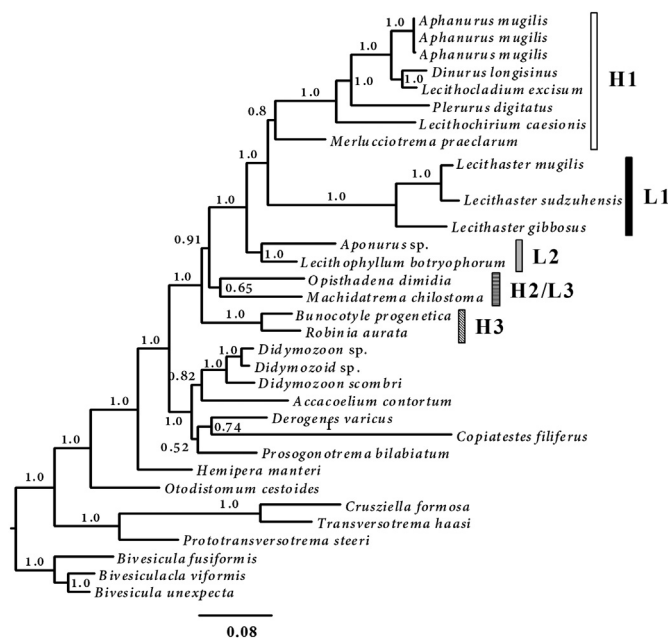 1.0
Aphanurus mugilis
Aphanurus mugilis
Aphanurus mugilis
1.0
Dinurus longisinus
1.0
1.0
Lecithocladium excisum
H1
1.0
Plerurus digitatus
0.8
Lecithochirium caesionis
Merlucciotrema praeclarum
1.0
Lecithaster mugilis
1.0
1.0
Lecithaster sudzuhensis
L1
1.0
Lecithaster gibbosus
0.91
Aponurus sp.
1.0
Lecithophyllum botryophorum
L2
1.0
Opisthadena dimidia
0.65
Machidatrema chilostoma
H2/L3
1.0
Bunocotyle progenetica
Robinia aurata
H3
1.0
1.0
Didymozoon sp.
1.0
Didymozoid sp.
0.82
Didymozoon scombri
Accacoelium contortum
1.0
1.0
Derogenes varicus
0.74
1
Copiatestes filiferus
0.52
Prosogonotrema bilabiatum
1.0
Hemipera manteri
1.0
Otodistomum cestoides
1.0
Crusziella formosa
1.0
Transversotrema haasi
Prototransversotrema steeri
1.0
Bivesicula fusiformis
Bivesiculacla viformis
1.0
Bivesicula unexpecta
0.08